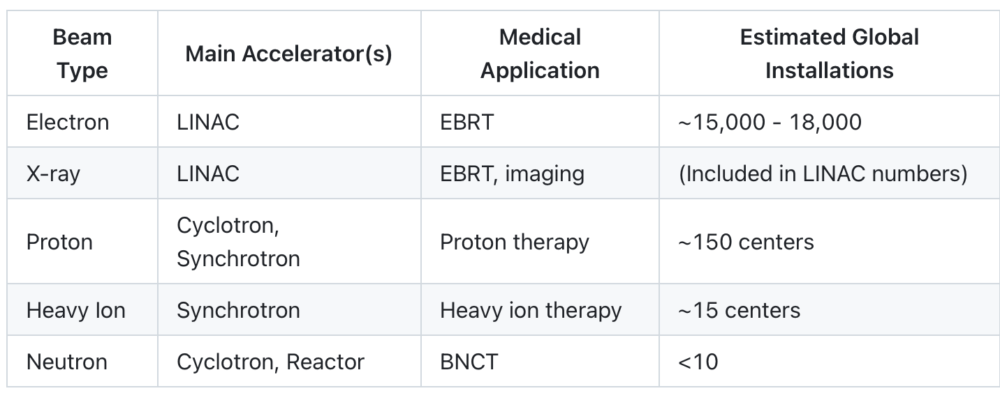 Beam
Type
Main Accelerator(s)
Medical
Application
Estimated Global
Installations
Electron
LINAC
EBRT
~15,000 - 18,000
X-ray
LINAC
EBRT, imaging
(Included in LINAC numbers)
Proton
Cyclotron,
Synchrotron
Proton therapy
~150 centers
Heavy Ion
Synchrotron
Heavy ion therapy
~15 centers
Neutron
Cyclotron, Reactor
BNCT
<10